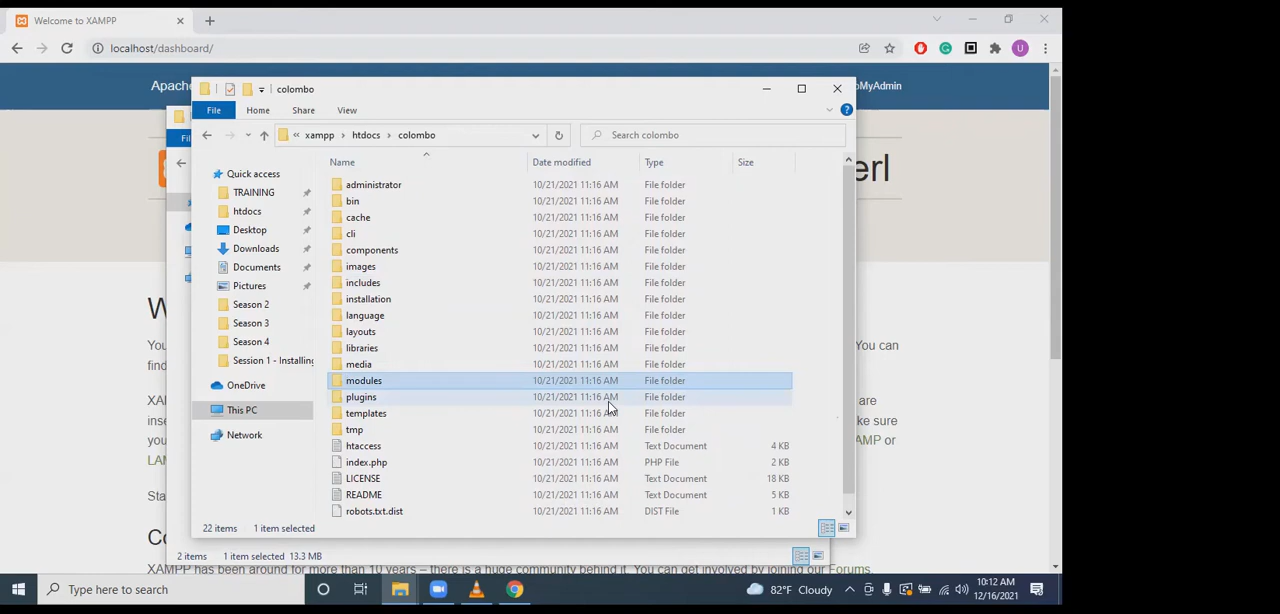 Welcome to XAMPP
localhost/dashboard/
U
Apache
oMyAdmin
colombo
File Home Share View
Fil
« xampp › htdocs › colombo
Search colombo
Name Date modified Type Size
Quick access
TRAINING
htdocs
Desktop
Downloads
Documents
Pictures
Season 2
Season 3
Season 4
Session 1 - Installing
OneDrive
This PC
Network
administrator 10/21/2021 11:16 AM File folder
bin 10/21/2021 11:16 AM File folder
cache 10/21/2021 11:16 AM File folder
cli 10/21/2021 11:16 AM File folder
components 10/21/2021 11:16 AM File folder
images 10/21/2021 11:16 AM File folder
includes 10/21/2021 11:16 AM File folder
installation 10/21/2021 11:16 AM File folder
language 10/21/2021 11:16 AM File folder
layouts 10/21/2021 11:16 AM File folder
libraries 10/21/2021 11:16 AM File folder
media 10/21/2021 11:16 AM File folder
modules 10/21/2021 11:16 AM File folder
plugins 10/21/2021 11:16 AM File folder
templates 10/21/2021 11:16 AM File folder
tmp 10/21/2021 11:16 AM File folder
htaccess 10/21/2021 11:16 AM Text Document 4 KB
index.php 10/21/2021 11:16 AM PHP File 2 KB
LICENSE 10/21/2021 11:16 AM Text Document 18 KB
README 10/21/2021 11:16 AM Text Document 5 KB
robots.txt.dist 10/21/2021 11:16 AM DIST File 1 KB
22 items 1 item selected
2 items 1 item selected 13.3 MB
erl
W
You
You can
find
XAM
are
inse
ke sure
you
AMP or
LAM
Sta
Co
XAMPP has been around for more than 10 years – there is a huge community behind it. You can get involved by joining our Forums,
Type here to search
82°F Cloudy
10:12 AM
12/16/2021